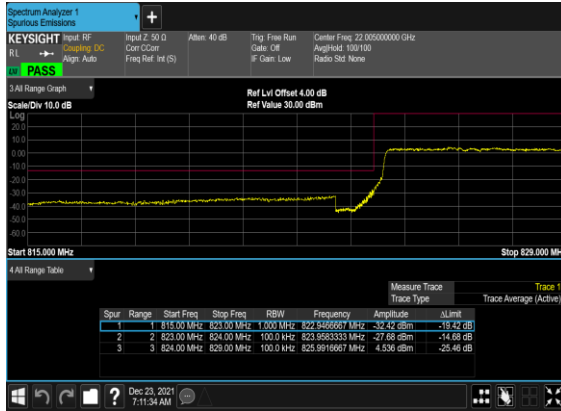 Spectrum Analyzer 1
Spurious Emissions
KEYSIGHT Input: RF Input Z: 50 Ω Atten: 40 dB Trig: Free Run Center Freq: 22.005000000 GHz
RL Coupling: DC Corr CCorr Gate: Off Avg|Hold: 100/100
Align: Auto Freq Ref: Int (S) IF Gain: Low Radio Std: None
PASS
3 All Range Graph
Ref Lvl Offset 4.00 dB
Scale/Div 10.0 dB Ref Value 30.00 dBm
Log
20.0
10.0
0.00
-10.0
-20.0
-30.0
-40.0
-50.0
-60.0
Start 815.000 MHz Stop 829.000 MHz
4 All Range Table
Measure Trace Trace 1
Trace Type Trace Average (Active)
Spur Range Start Freq Stop Freq RBW Frequency Amplitude ΔLimit
1 1 815.00 MHz 823.00 MHz 1.000 MHz 822.9466667 MHz -32.42 dBm -19.42 dB
2 2 823.00 MHz 824.00 MHz 100.0 kHz 823.9583333 MHz -27.68 dBm -14.68 dB
3 3 824.00 MHz 829.00 MHz 100.0 kHz 825.9916667 MHz 4.536 dBm -25.46 dB
? Dec 23, 2021
7:11:34 AM